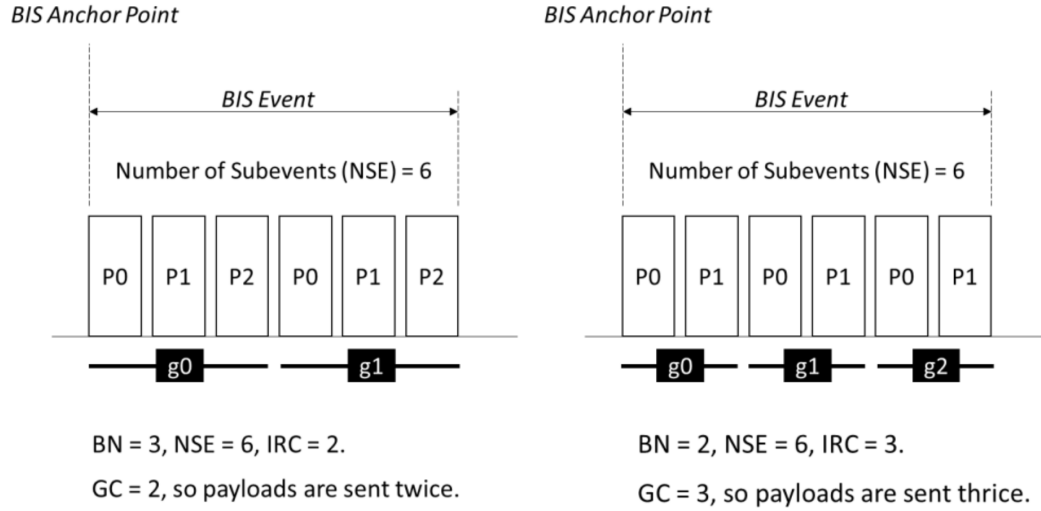 BIS Anchor Point
BIS Event
Number of Subevents (NSE) = 6
P0 P1 P2 P0 P1 P2
g0 g1
BN = 3, NSE = 6, IRC = 2.
GC = 2, so payloads are sent twice.
BIS Anchor Point
BIS Event
Number of Subevents (NSE) = 6
P0 P1 P0 P1 P0 P1
g0 g1 g2
BN = 2, NSE = 6, IRC = 3.
GC = 3, so payloads are sent thrice.